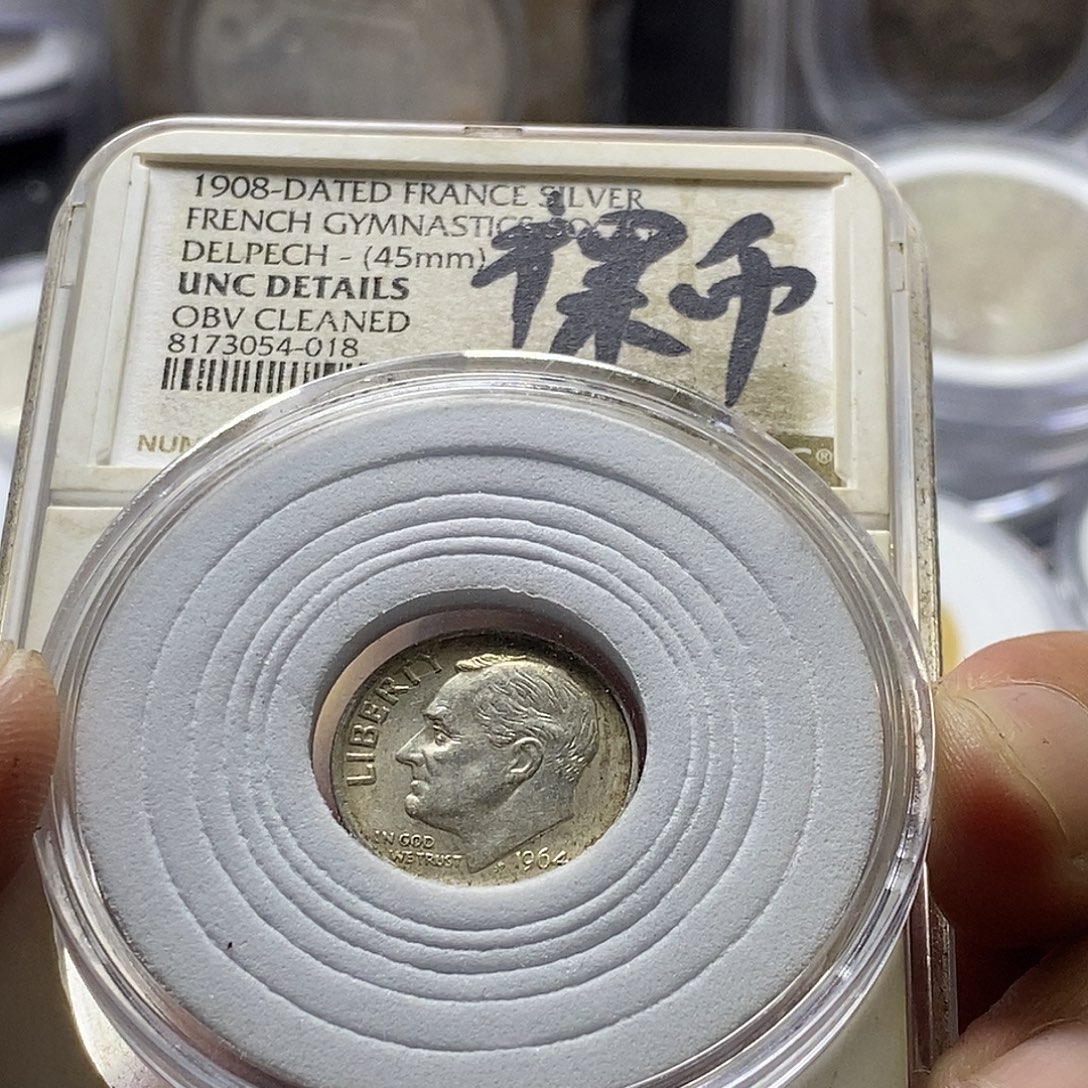 1908-DATED FRANCE SILVER
FRENCH GYMNASTICS
DELPECH - (45mm)
UNC DETAILS
OBV CLEANED
8173054-018
裸币
LIBERTY
IN GOD
WE TRUST
1964